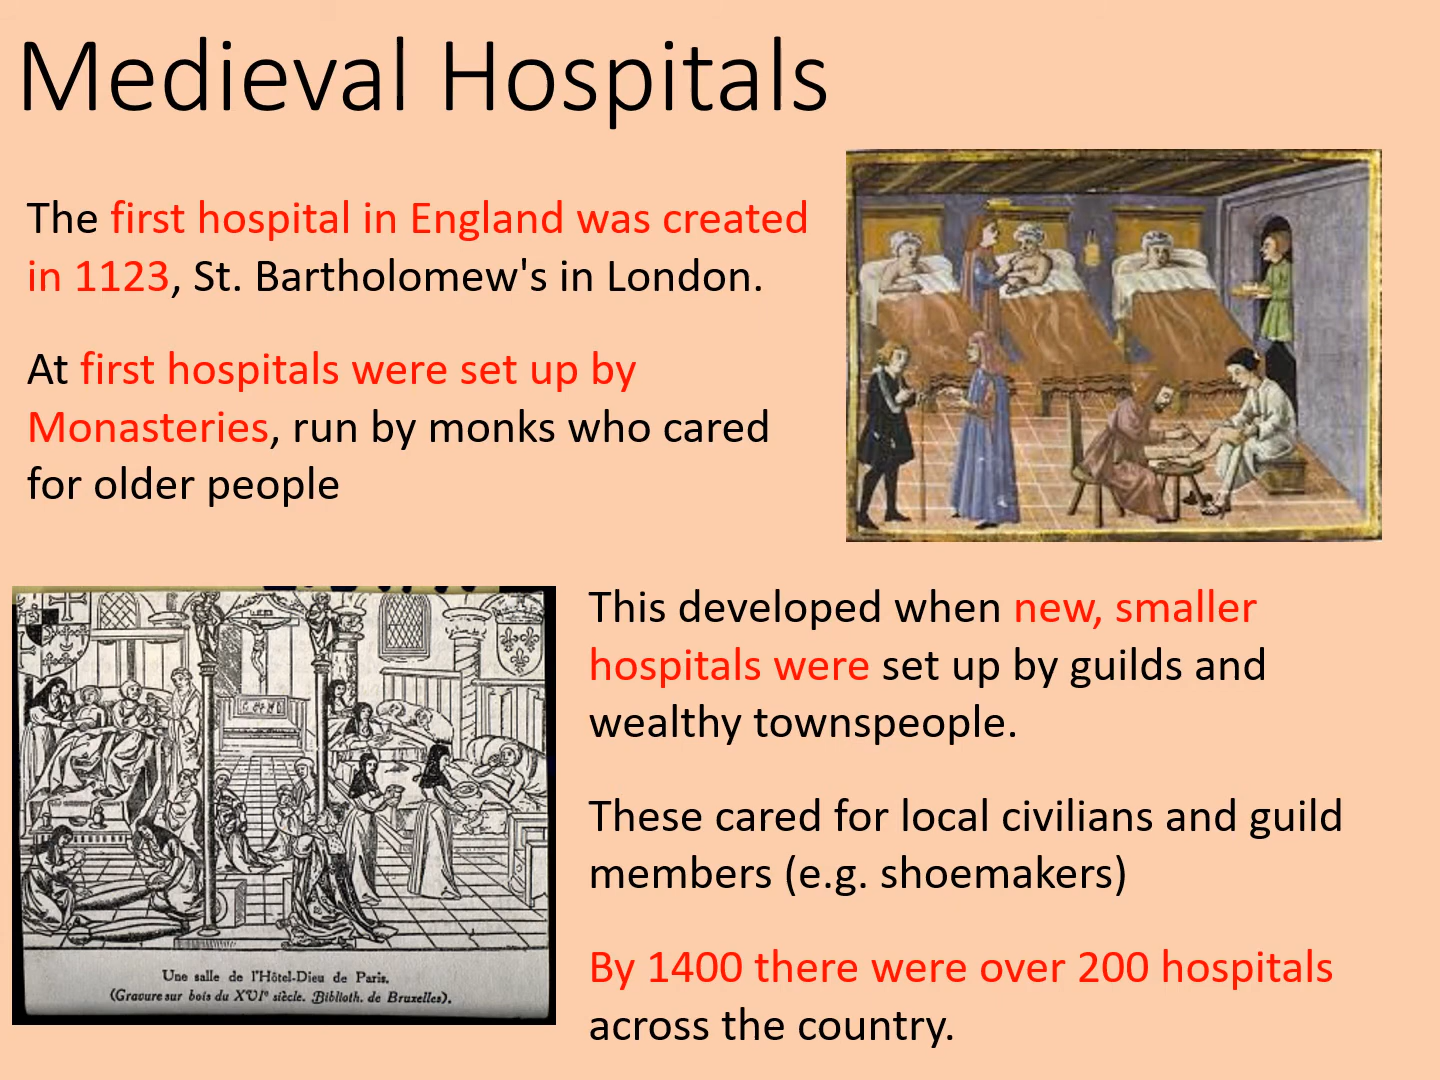 Medieval Hospitals
The first hospital in England was created
in 1123, St. Bartholomew's in London.
At first hospitals were set up by
Monasteries, run by monks who cared
for older people
This developed when new, smaller
hospitals were set up by guilds and
wealthy townspeople.
These cared for local civilians and guild
members (e.g. shoemakers)
By 1400 there were over 200 hospitals
across the country.
Une salle de l'Hôtel-Dieu de Paris.
(Gravure sur bois du XVIe siècle. Biblioth. de Bruxelles).